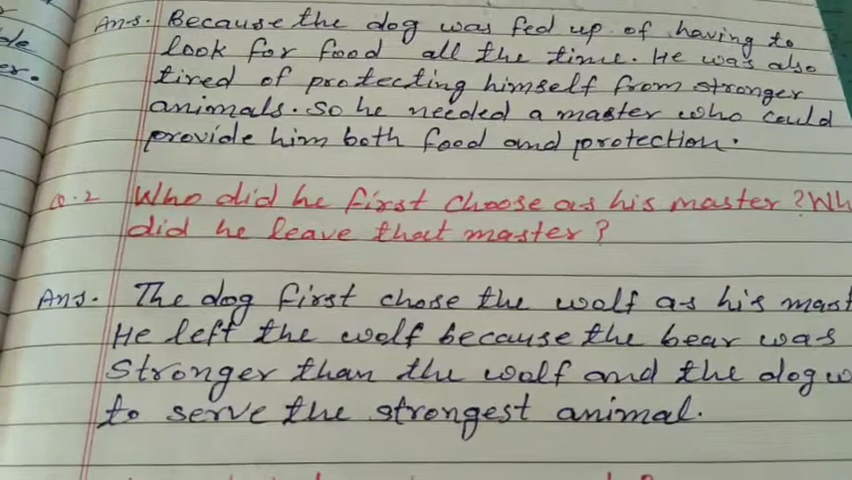 er.
Ans. Because the dog was fed up of having to
look for food all the time. He was also
tired of protecting himself from stronger
animals. So he needed a master who could
provide him both food and protection.
Q.2 Who did he first choose as his master? Wh
did he leave that master?
Ans. The dog first chose the wolf as his mast
He left the wolf because the bear was
stronger than the wolf and the dog w
to serve the strongest animal.